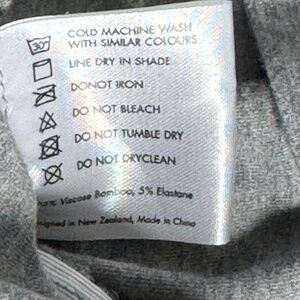 30°
COLD MACHINE WASH
WITH SIMILAR COLOURS
LINE DRY IN SHADE
DONOT IRON
DO NOT BLEACH
DO NOT TUMBLE DRY
DO NOT DRYCLEAN
Viscose Bamboo, 5% Elastane
in New Zealand, Made in China